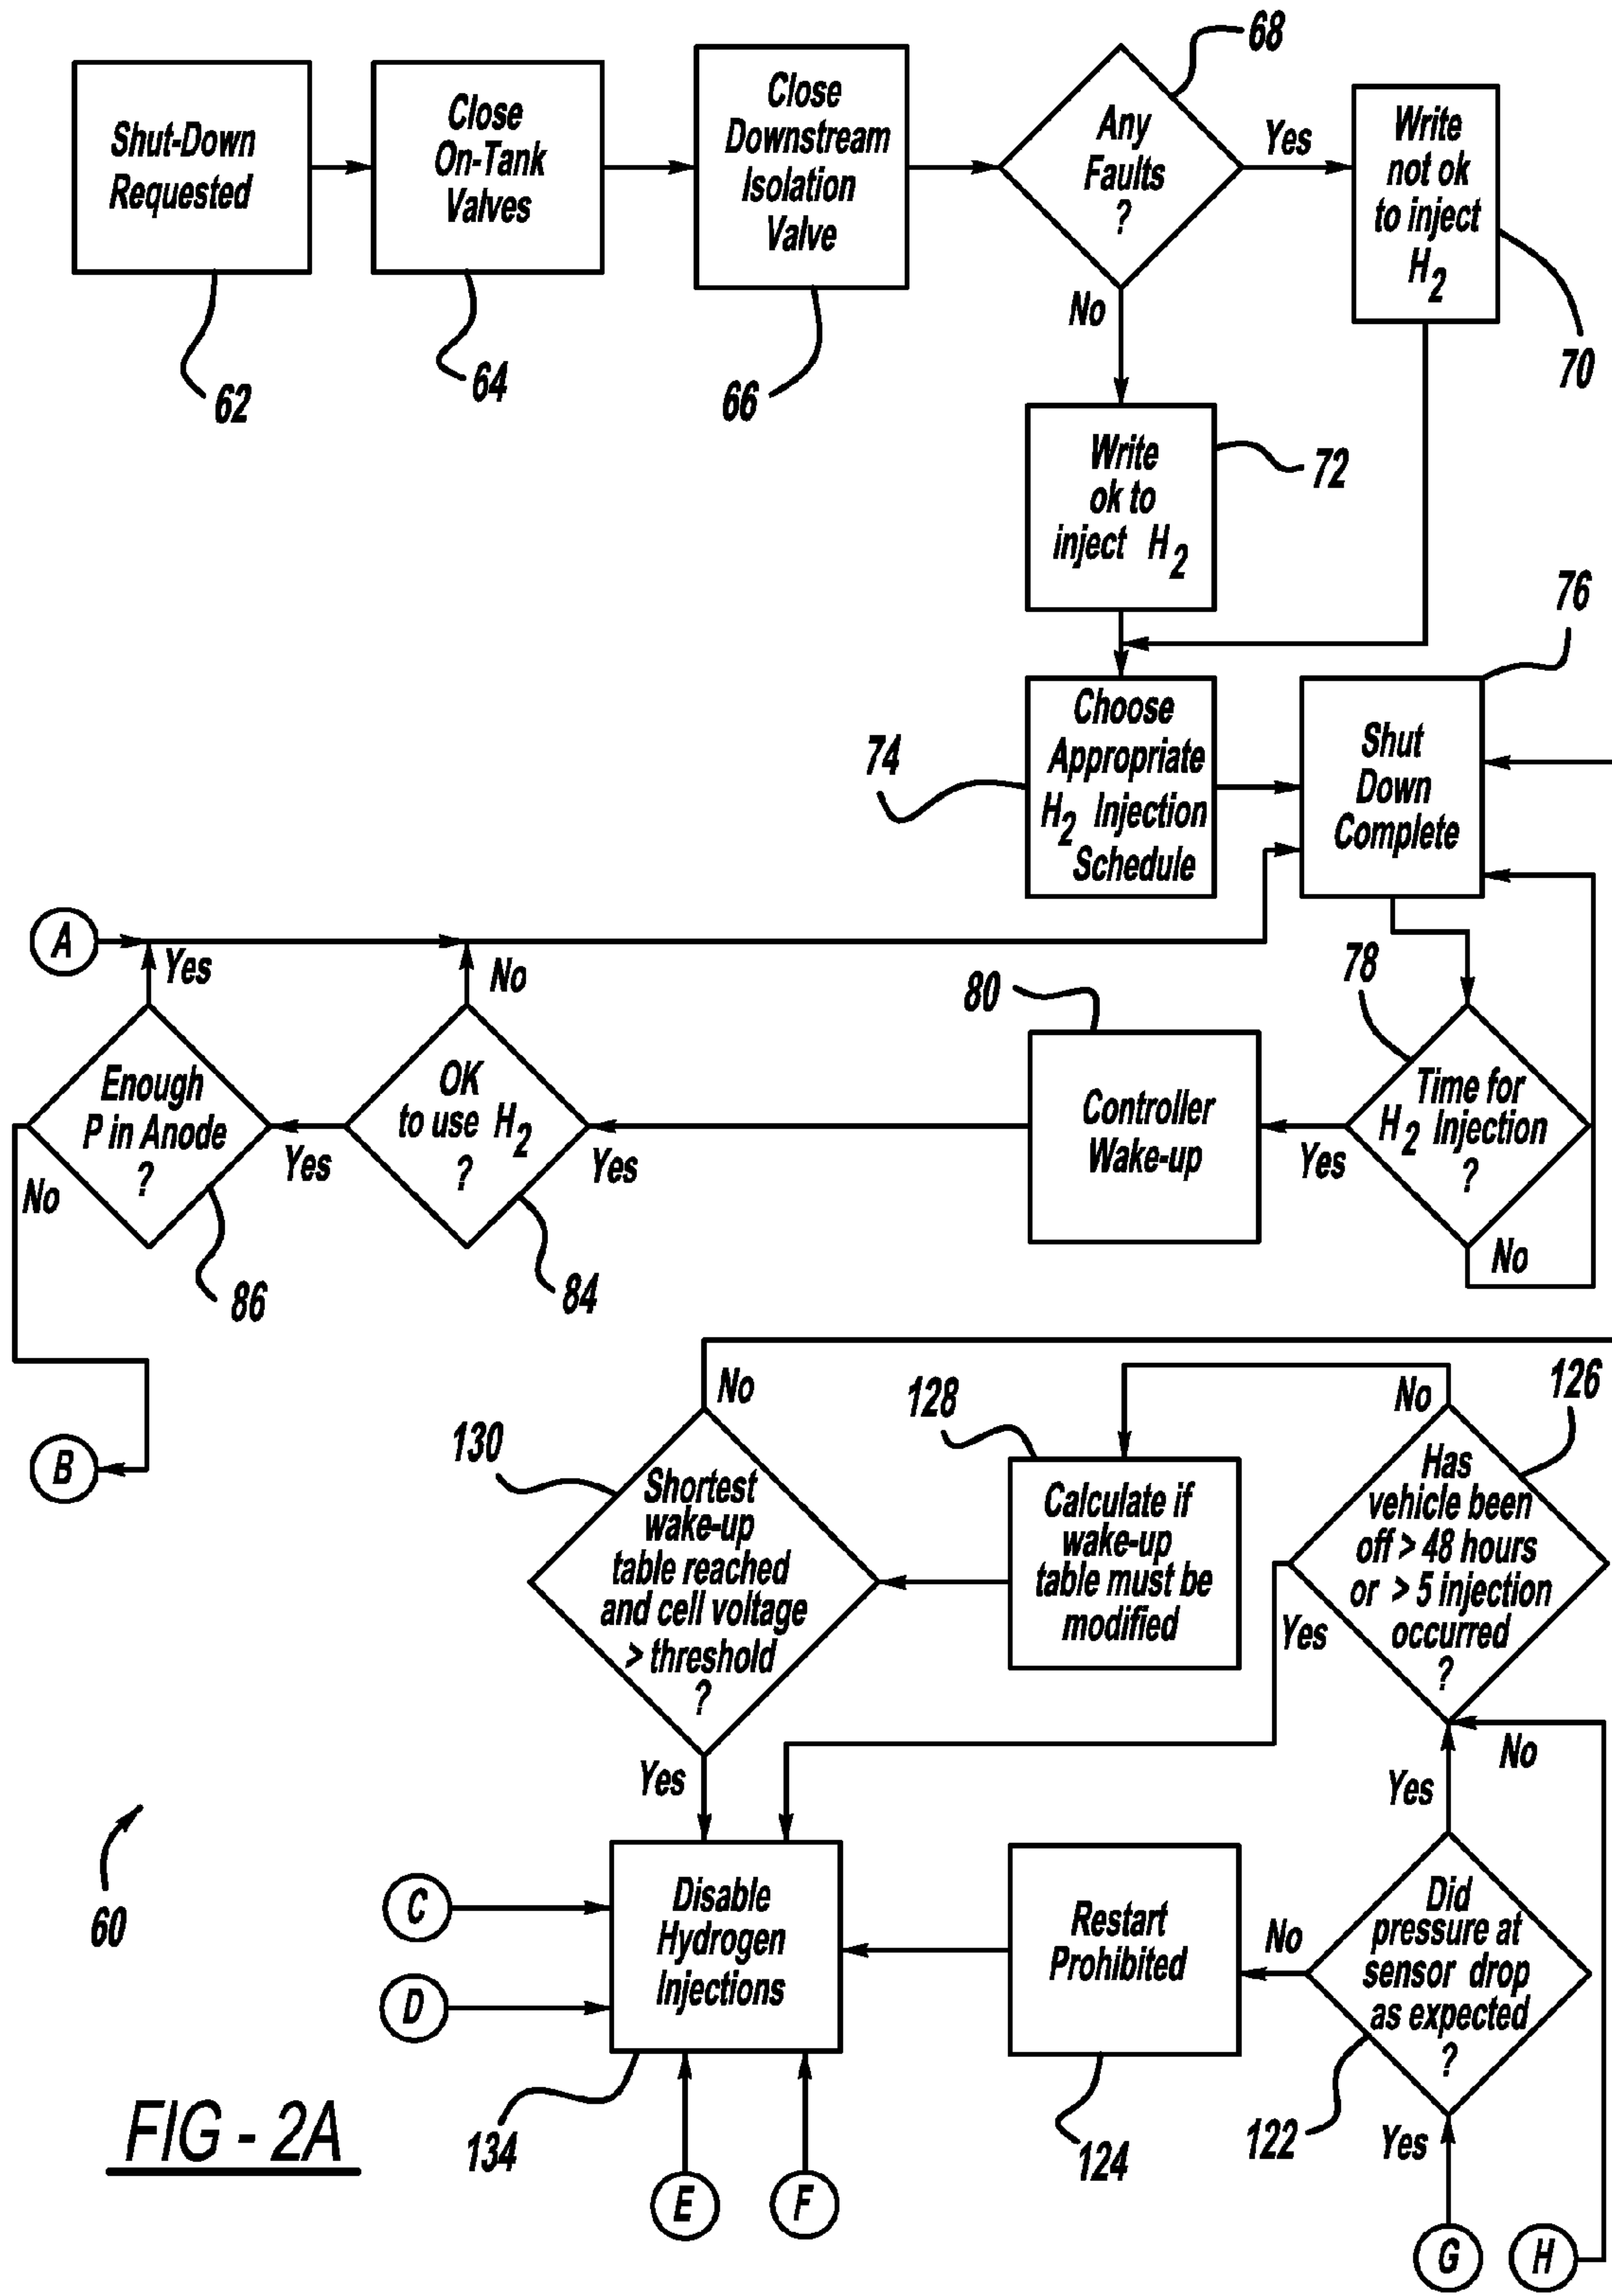 68
Shut-Down
Requested
Close
On-Tank
Valves
Close
Downstream
Isolation
Valve
Any
Faults
?
Yes
Write
not ok
to inject
H2
62
64
66
No
70
Write
ok to
inject H2
72
76
74
Choose
Appropriate
H2 Injection
Schedule
Shut
Down
Complete
A
Yes
No
80
78
Enough
P in Anode
?
Yes
OK
to use H2
?
Yes
Controller
Wake-up
Yes
Time for
H2 Injection
?
No
No
86
84
B
130
No
128
No
126
Shortest
wake-up
table reached
and cell voltage
> threshold
?
Calculate if
wake-up
table must be
modified
Has
vehicle been
off > 48 hours
or > 5 injection
occurred
?
Yes
Yes
Yes
No
60
C
D
Disable
Hydrogen
Injections
Restart
Prohibited
No
Did
pressure at
sensor drop
as expected
?
134
124
122
Yes
E
F
G
H
FIG - 2A